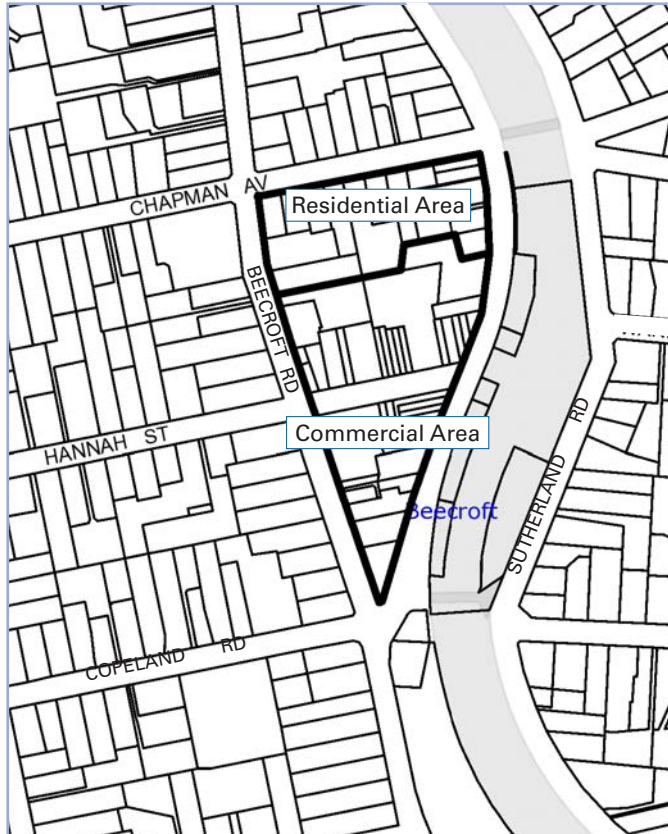 CHAPMAN AV
Residential Area
BEECROFT RD
HANNAH ST
Commercial Area
Beecroft
SUTHERLAND RD
COPELAND RD